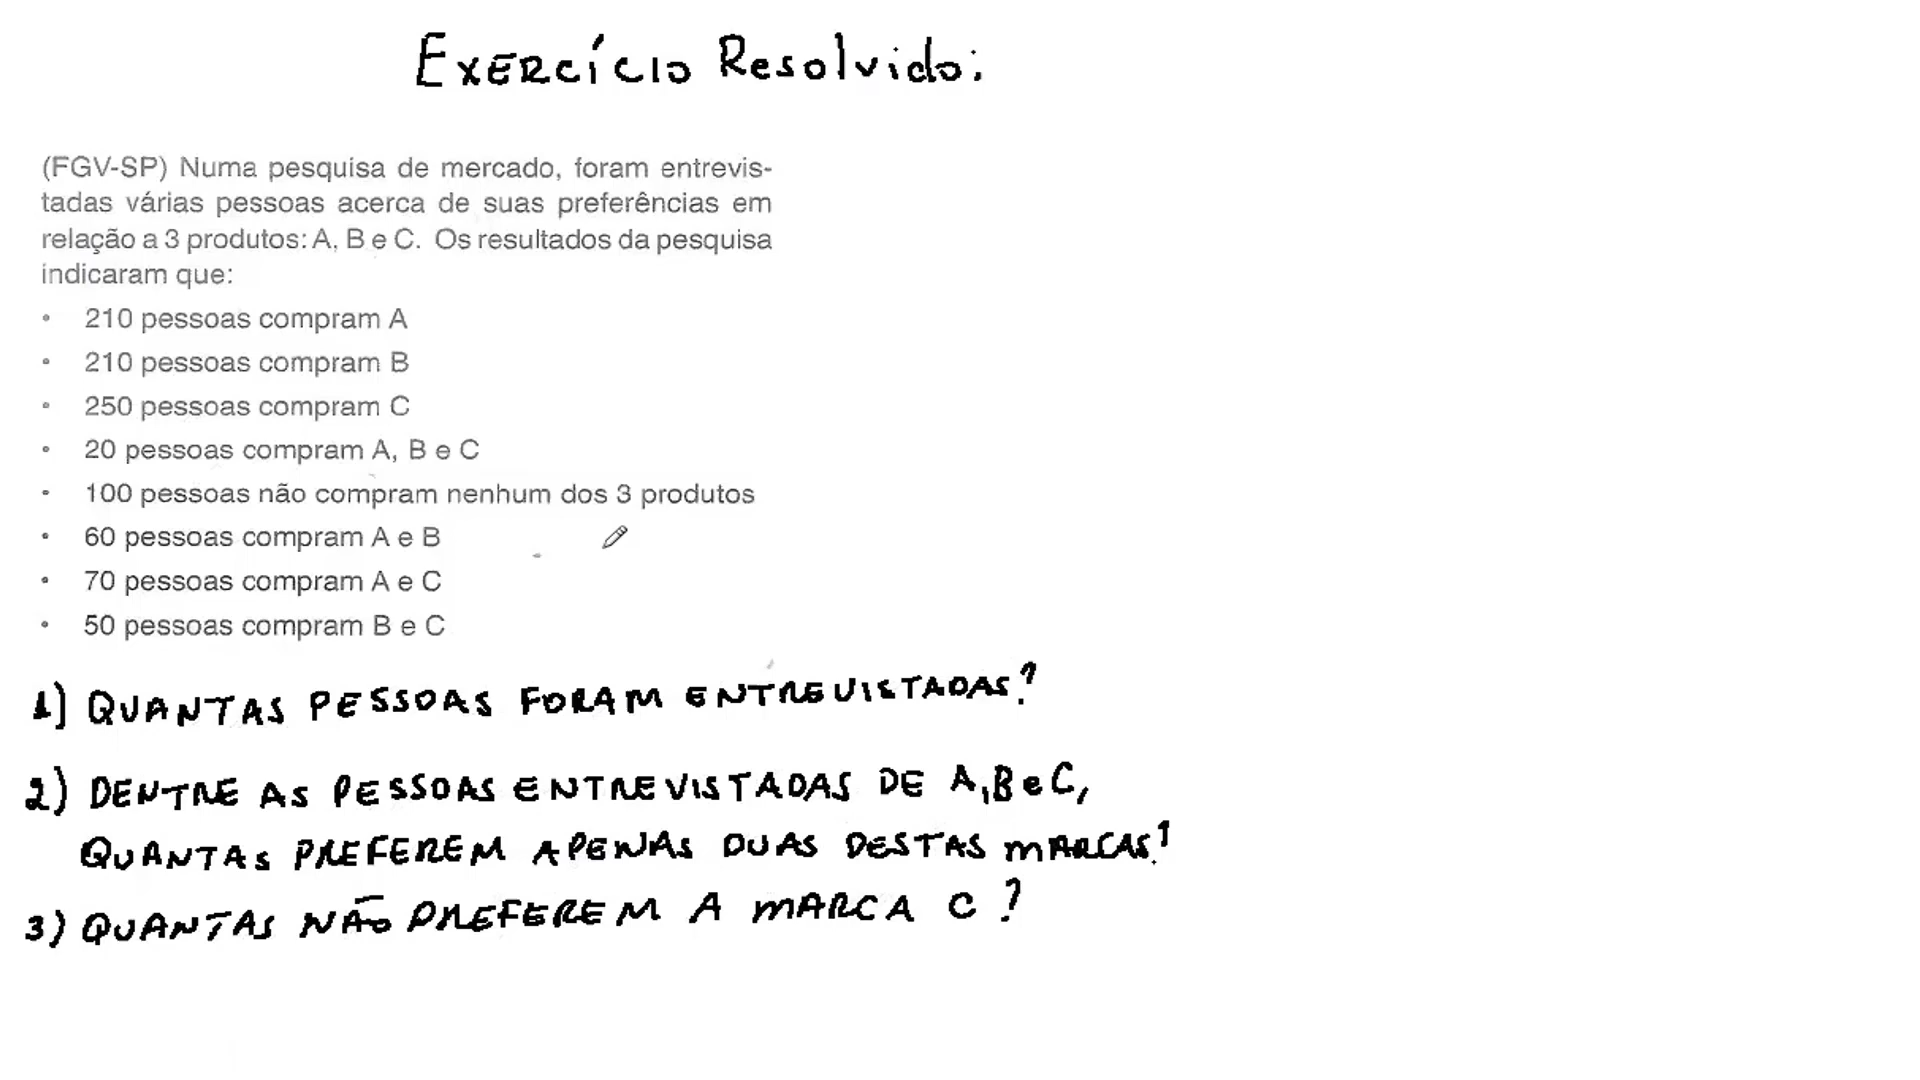 Exercício Resolvido:
(FGV-SP) Numa pesquisa de mercado, foram entrevis-
tadas várias pessoas acerca de suas preferências em
relação a 3 produtos: A, B e C. Os resultados da pesquisa
indicaram que:
• 210 pessoas compram A
• 210 pessoas compram B
• 250 pessoas compram C
• 20 pessoas compram A, B e C
• 100 pessoas não compram nenhum dos 3 produtos
• 60 pessoas compram A e B
• 70 pessoas compram A e C
• 50 pessoas compram B e C
1) QUANTAS PESSOAS FORAM ENTREVISTADAS?
2) DENTRE AS PESSOAS ENTREVISTADAS DE A, B e C,
QUANTAS PREFEREM APENAS DUAS DESTAS MARCAS?
3) QUANTAS NÃO PREFEREM A MARCA C?